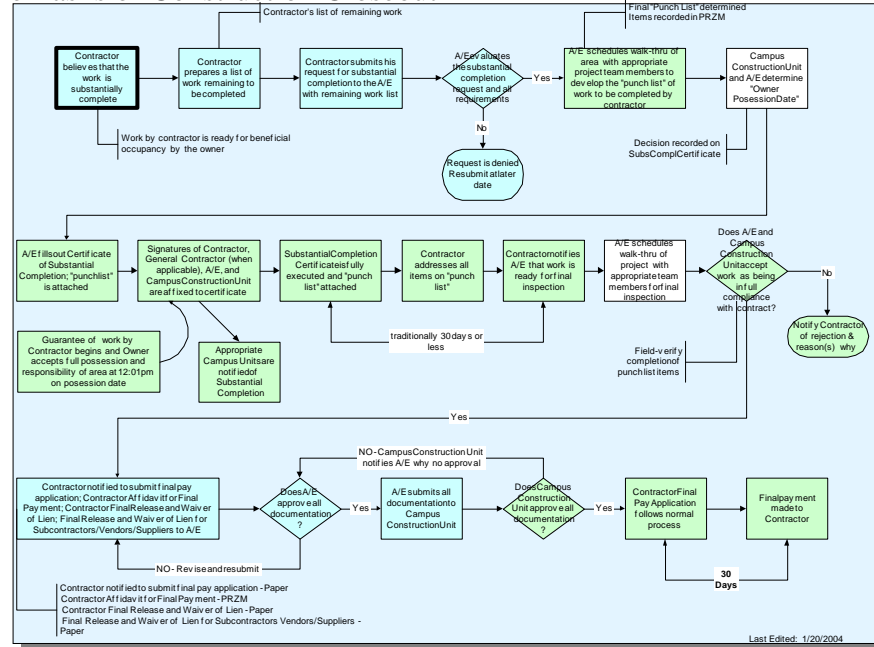 Contractor's list of remaining work
Final "Punch List" determined
Items recorded in PRZM
Contractor
believes that the
work is
substantially
complete
Contractor
prepares a list of
work remaining to
be completed
Contractor submits his
request for substantial
completion to the A/E
with remaining work list
A/E evaluates
the substantial
completion
request and all
requirements
Yes
A/E schedules walk-thru of
area with appropriate
project team members to
develop the "punch list" of
work to be completed by
contractor
Campus
Construction Unit
and A/E determine
"Owner
Posession Date"
No
Request is denied
Resubmit at later
date
Work by contractor is ready for beneficial
occupancy by the owner
Decision recorded on
SubsComplCertificate
A/E fills out Certificate
of Substantial
Completion; "punchlist"
is attached
Signatures of Contractor,
General Contractor (when
applicable), A/E, and
Campus Construction Unit
are affixed to certificate
Substantial Completion
Certificate is fully
executed and "punch
list" attached
Contractor
addresses all
items on "punch
list"
Contractor notifies
A/E that work is
ready for final
inspection
A/E schedules
walk-thru of
project with
appropriate team
members for final
inspection
Does A/E and
Campus
Construction
Unit accept
work as being
in full
compliance
with contract?
No
Notify Contractor
of rejection &
reason(s) why
Guarantee of work by
Contractor begins and Owner
accepts full possession and
responsibility of area at 12:01pm
on posession date
Appropriate
Campus Units are
notified of
Substantial
Completion
traditionally 30 days or
less
Field-verify
completion of
punch list items
Yes
NO - Campus Construction Unit
notifies A/E why no approval
Contractor notified to submit final pay
application; Contractor Affidavit for Final
Payment; Contractor Final Release and Waiver
of Lien; Final Release and Waiver of Lien for
Subcontractors/Vendors/Suppliers to A/E
Does A/E
approve all
documentation
?
Yes
A/E submits all
documentation to
Campus
Construction Unit
Does Campus
Construction
Unit approve all
documentation
?
Yes
Contractor Final
Pay Application
follows normal
process
Final payment
made to
Contractor
NO - Revise and resubmit
30
Days
Contractor notified to submit final pay application - Paper
Contractor Affidavit for Final Payment - PRZM
Contractor Final Release and Waiver of Lien - Paper
Final Release and Waiver of Lien for Subcontractors Vendors/Suppliers -
Paper
Last Edited: 1/20/2004